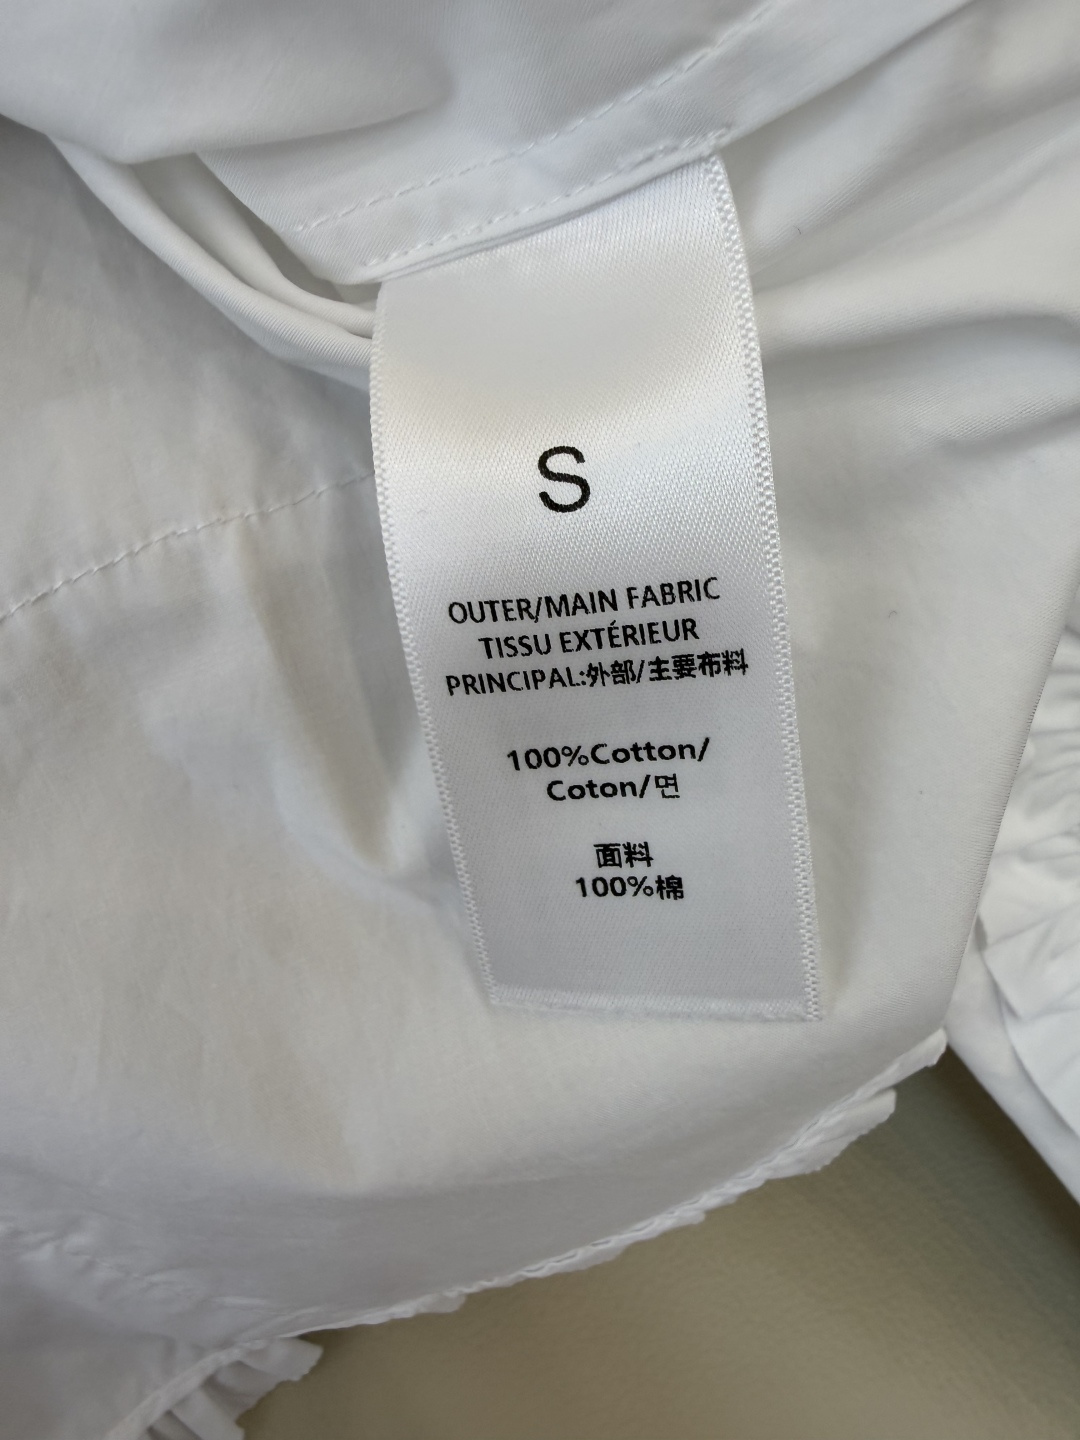 S
OUTER/MAIN FABRIC
TISSU EXTÉRIEUR
PRINCIPAL:外部/主要布料
100%Cotton/
Coton/면
面料
100%棉